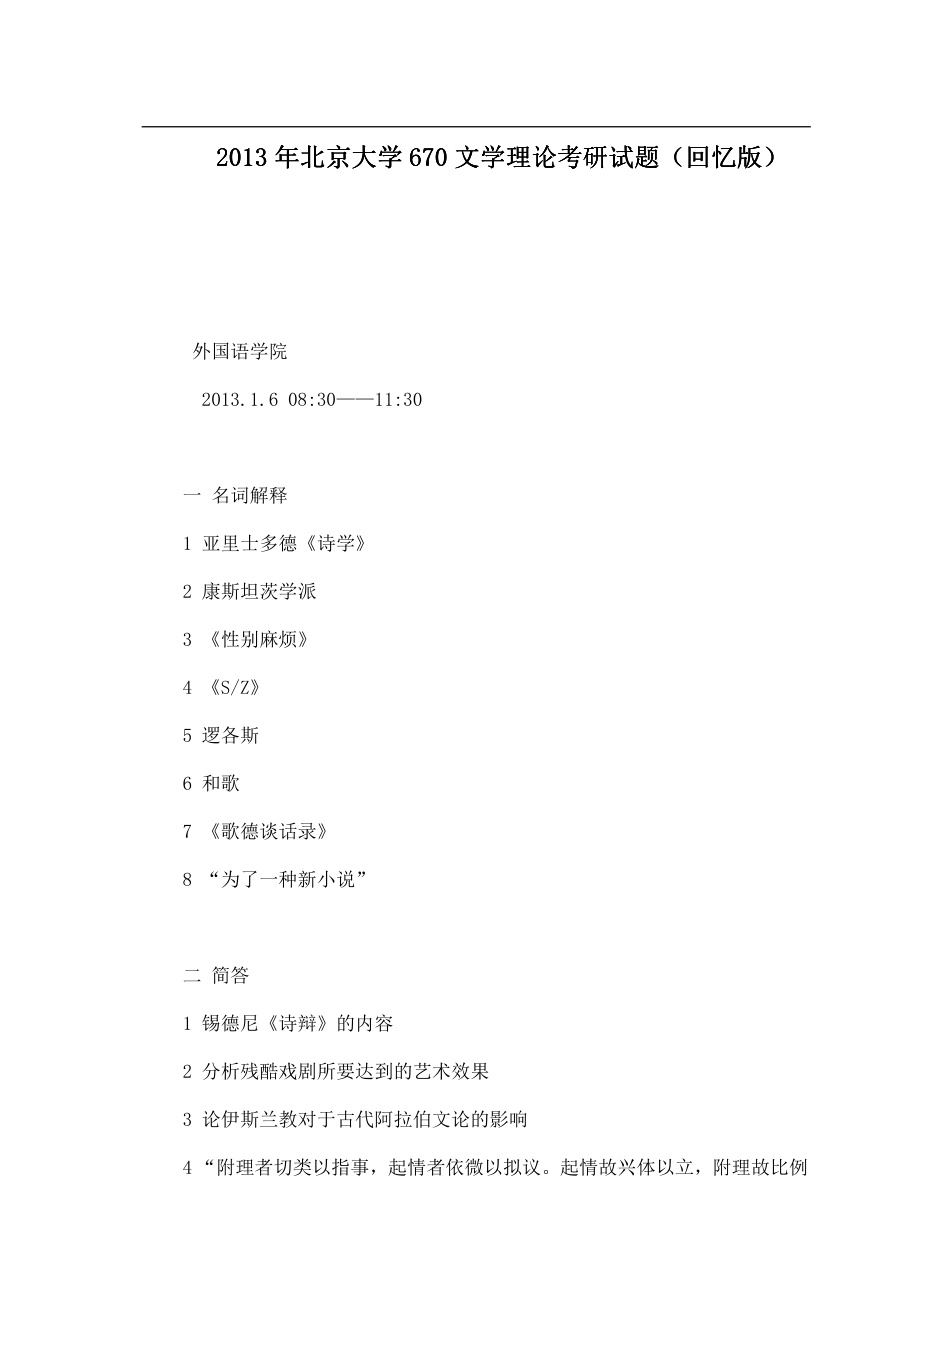 2013年北京大学670文学理论考研试题（回忆版）
外国语学院
2013.1.6 08:30——11:30
一 名词解释
1 亚里士多德《诗学》
2 康斯坦茨学派
3 《性别麻烦》
4 《S/Z》
5 逻各斯
6 和歌
7 《歌德谈话录》
8 “为了一种新小说”
二 简答
1 锡德尼《诗辩》的内容
2 分析残酷戏剧所要达到的艺术效果
3 论伊斯兰教对于古代阿拉伯文论的影响
4 “附理者切类以指事，起情者依微以拟议。起情故兴体以立，附理故比例